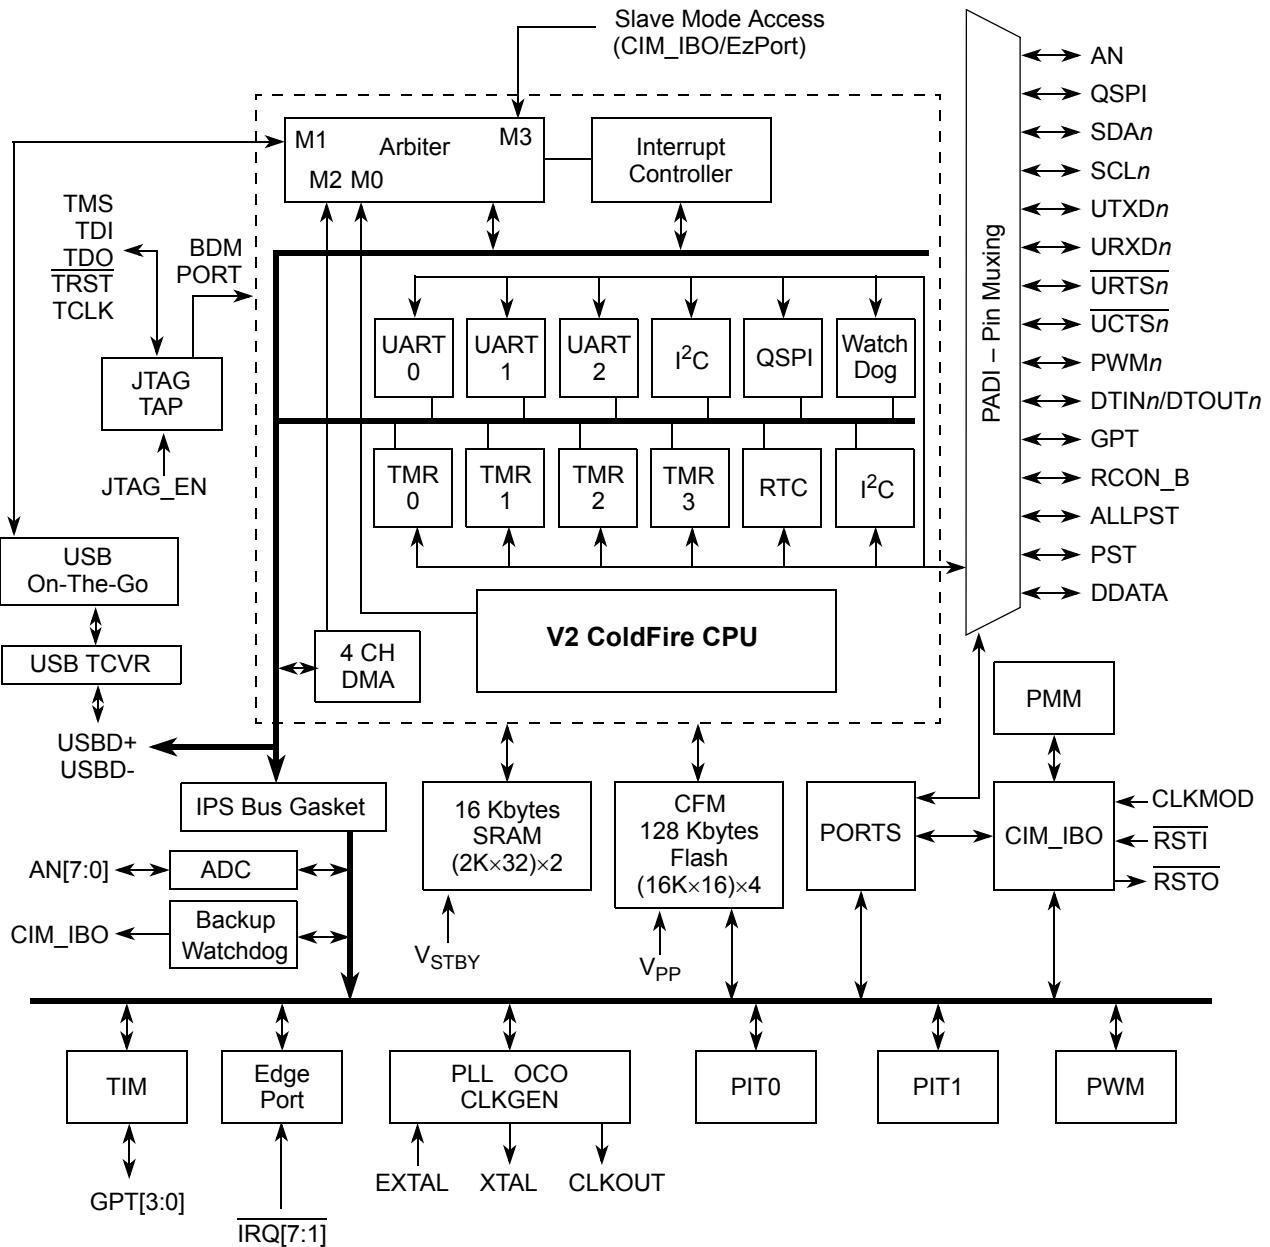 Slave Mode Access
(CIM_IBO/EzPort)
M1
Arbiter
M3
M2 M0
Interrupt
Controller
TMS
TDI
TDO
TRST
TCLK
BDM
PORT
JTAG
TAP
JTAG_EN
UART
0
UART
1
UART
2
I2C
QSPI
Watch
Dog
TMR
0
TMR
1
TMR
2
TMR
3
RTC
I2C
V2 ColdFire CPU
4 CH
DMA
PADI – Pin Muxing
AN
QSPI
SDAn
SCLn
UTXDn
URXDn
URTSn
UCTSn
PWMn
DTINn/DTOUTn
GPT
RCON_B
ALLPST
PST
DDATA
USB
On-The-Go
USB TCVR
USBD+
USBD-
IPS Bus Gasket
AN[7:0]
ADC
CIM_IBO
Backup
Watchdog
16 Kbytes
SRAM
(2K×32)×2
VSTBY
CFM
128 Kbytes
Flash
(16K×16)×4
VPP
PORTS
PMM
CIM_IBO
CLKMOD
RSTI
RSTO
TIM
GPT[3:0]
Edge
Port
IRQ[7:1]
PLL OCO
CLKGEN
EXTAL
XTAL
CLKOUT
PIT0
PIT1
PWM